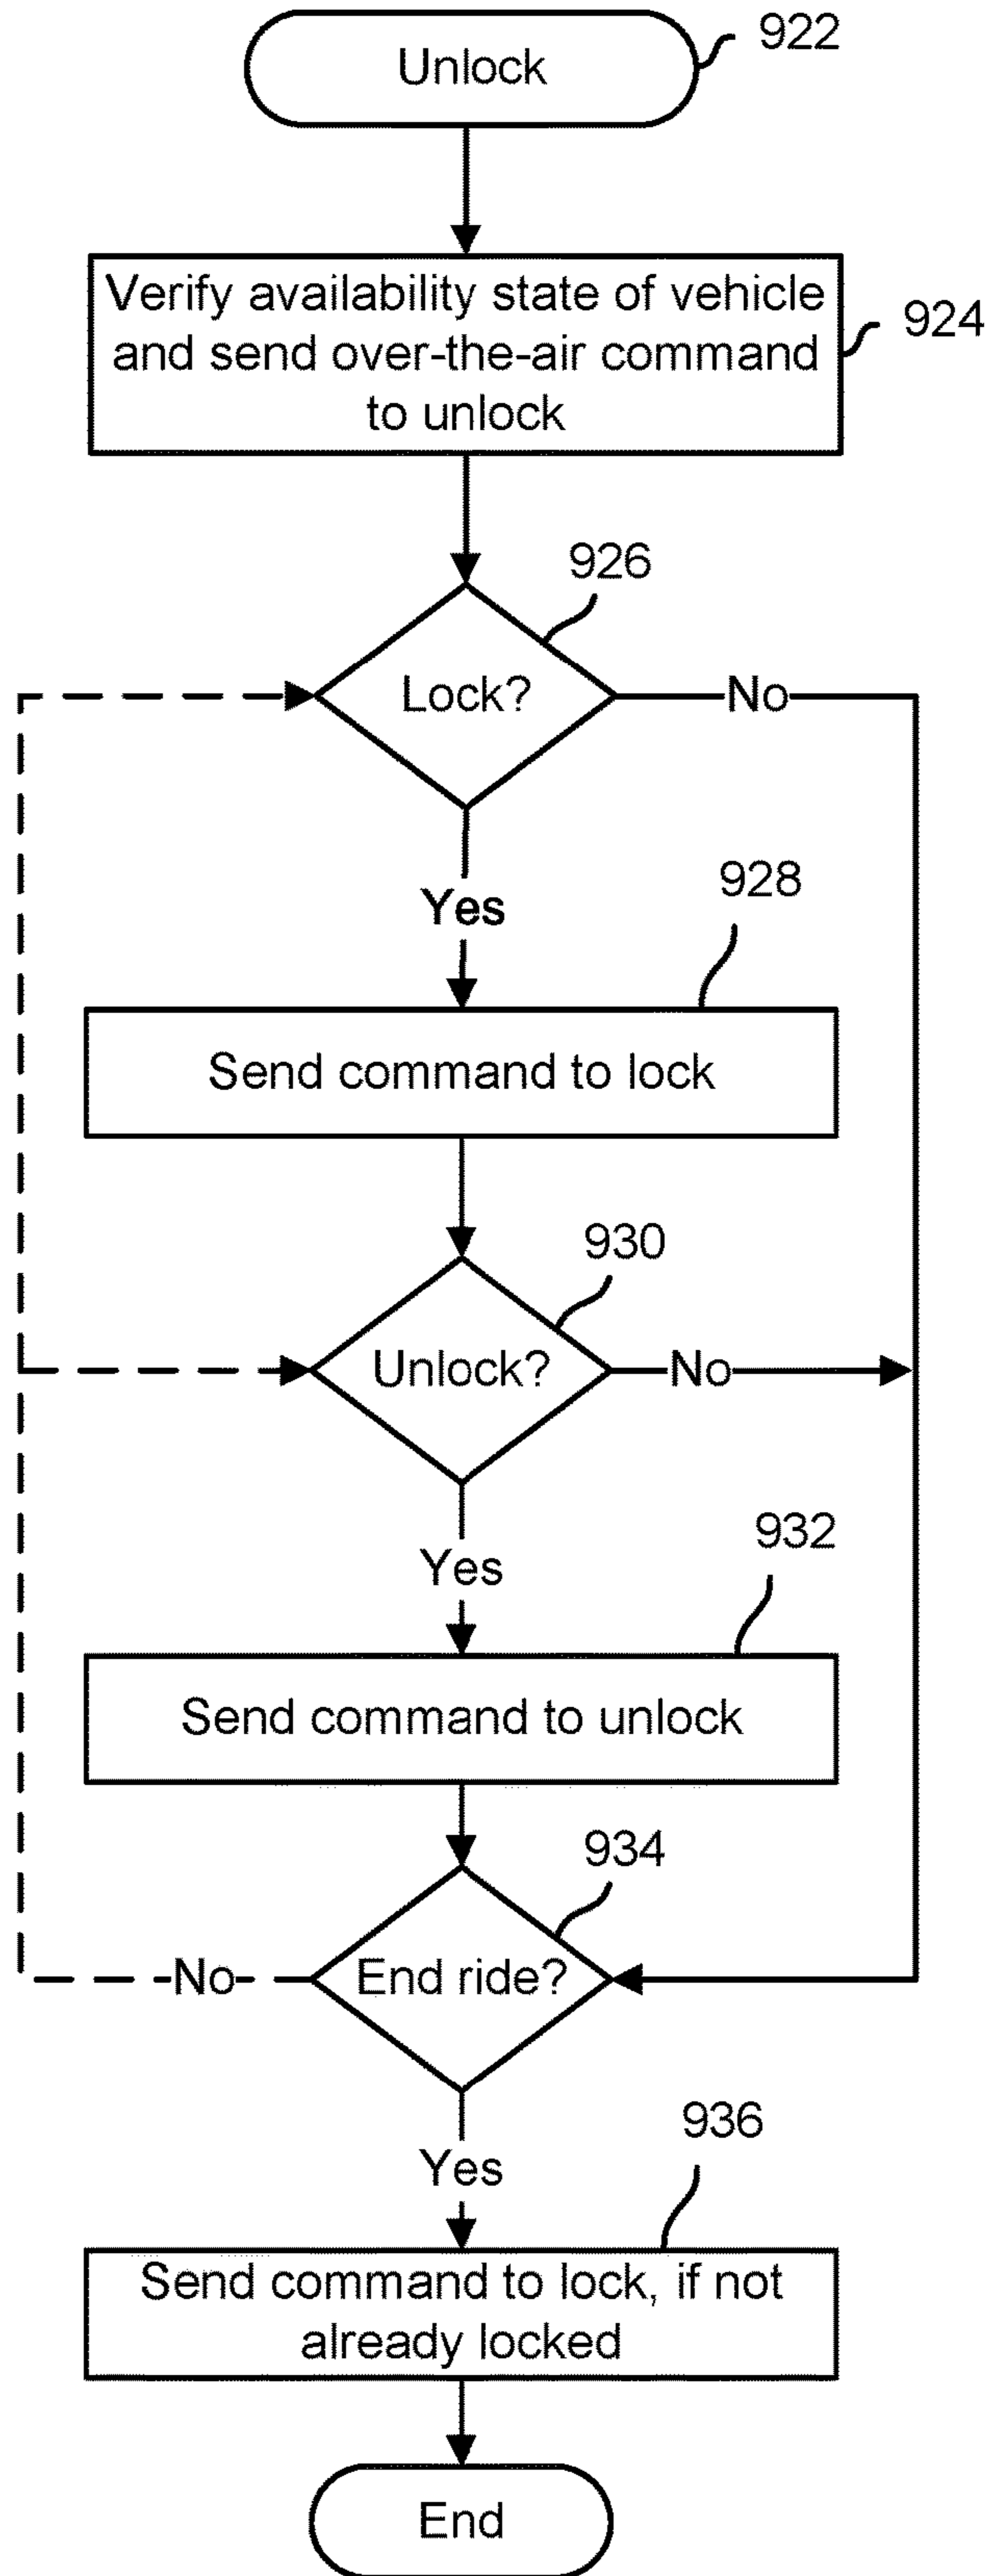 Unlock
922
Verify availability state of vehicle
and send over-the-air command
to unlock
924
926
Lock?
No
Yes
928
Send command to lock
930
Unlock?
No
Yes
932
Send command to unlock
934
No
End ride?
Yes
936
Send command to lock, if not
already locked
End